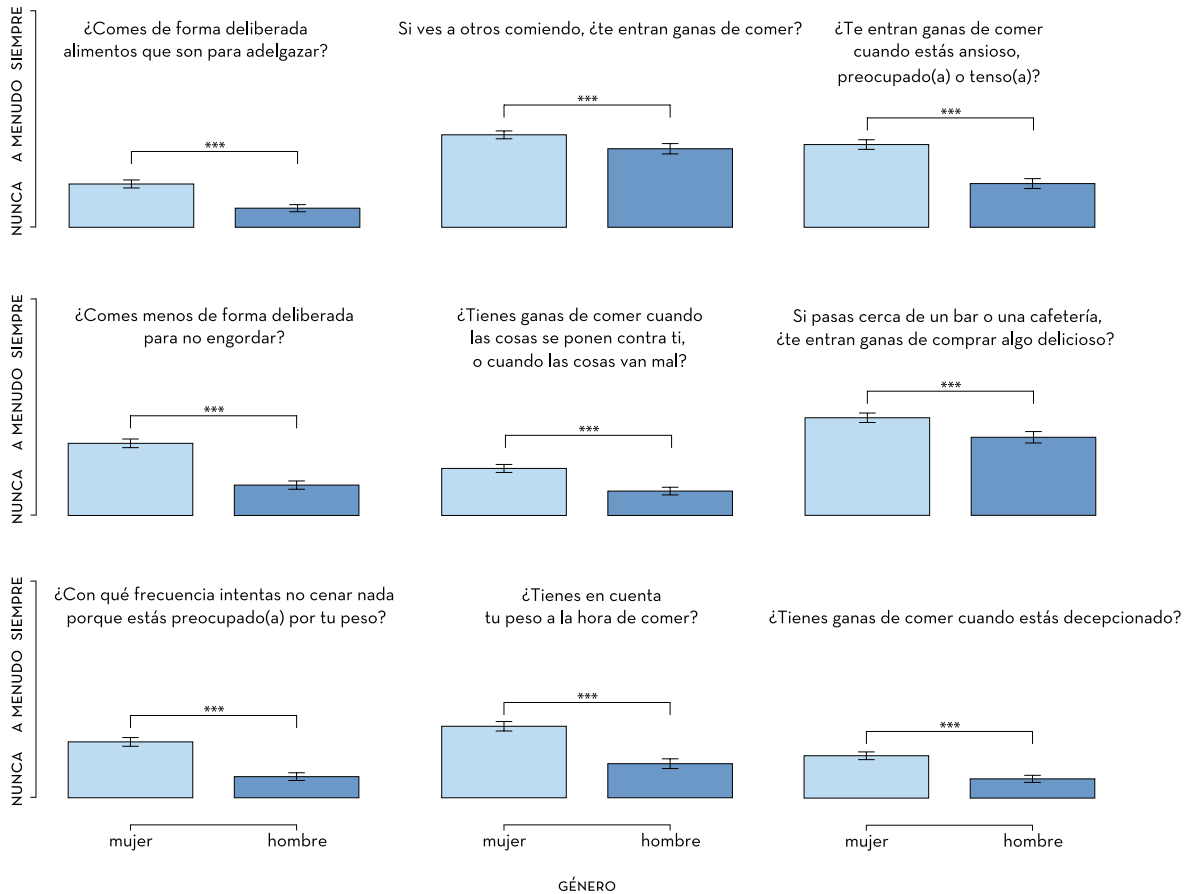 NUNCA A MENUDO SIEMPRE
¿Comes de forma deliberada
alimentos que son para adelgazar?
***
Si ves a otros comiendo, ¿te entran ganas de comer?
***
¿Te entran ganas de comer
cuando estás ansioso,
preocupado(a) o tenso(a)?
***
NUNCA A MENUDO SIEMPRE
¿Comes menos de forma deliberada
para no engordar?
***
¿Tienes ganas de comer cuando
las cosas se ponen contra ti,
o cuando las cosas van mal?
***
Si pasas cerca de un bar o una cafetería,
¿te entran ganas de comprar algo delicioso?
***
NUNCA A MENUDO SIEMPRE
¿Con qué frecuencia intentas no cenar nada
porque estás preocupado(a) por tu peso?
***
¿Tienes en cuenta
tu peso a la hora de comer?
***
¿Tienes ganas de comer cuando estás decepcionado?
***
mujer hombre mujer hombre mujer hombre
GÉNERO